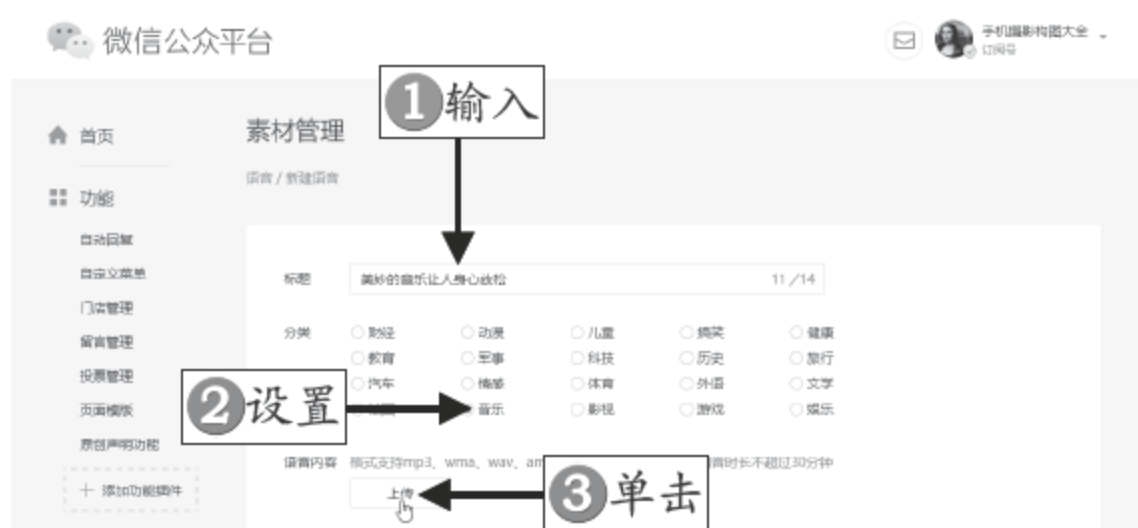 微信公众平台
手机摄影构图大全
订阅号
1 输入
首页
素材管理
语音 / 新建语音
功能
自动回复
自定义菜单
门店管理
留言管理
投票管理
页面模版
原创声明功能
+ 添加功能插件
标题 美妙的音乐让人身心放松 11 /14
分类 财经 动漫 儿童 搞笑 健康
教育 军事 科技 历史 旅行
汽车 情感 体育 外语 文学
2 设置 音乐 影视 游戏 娱乐
语音内容 格式支持mp3、wma、wav、am 音时长不超过30分钟
上传 3 单击